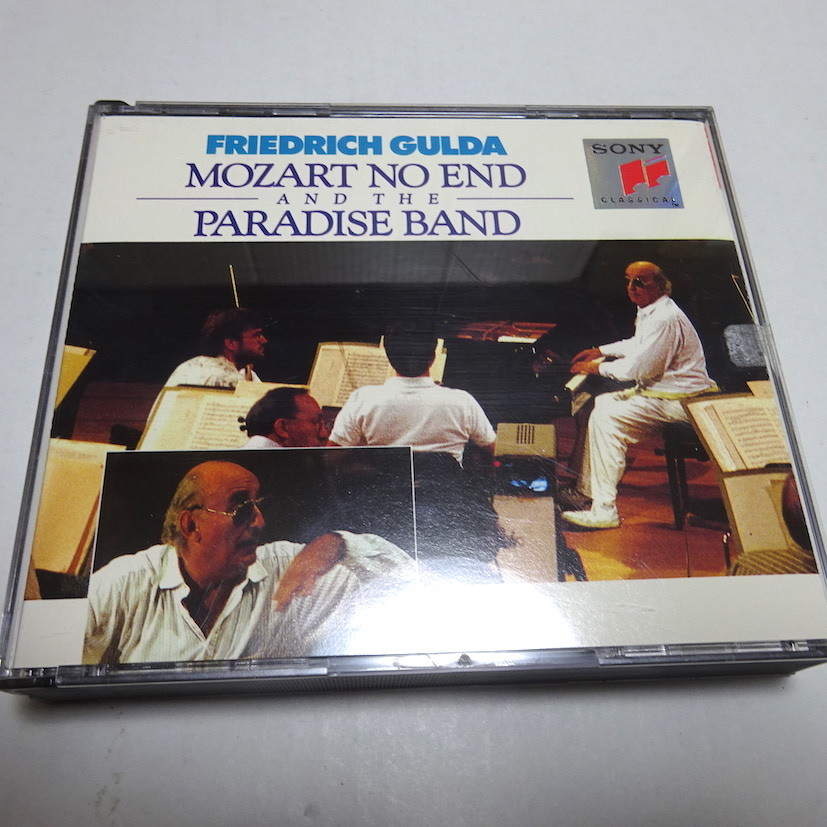 FRIEDRICH GULDA
MOZART NO END
AND THE
PARADISE BAND
SONY
CLASSICAL